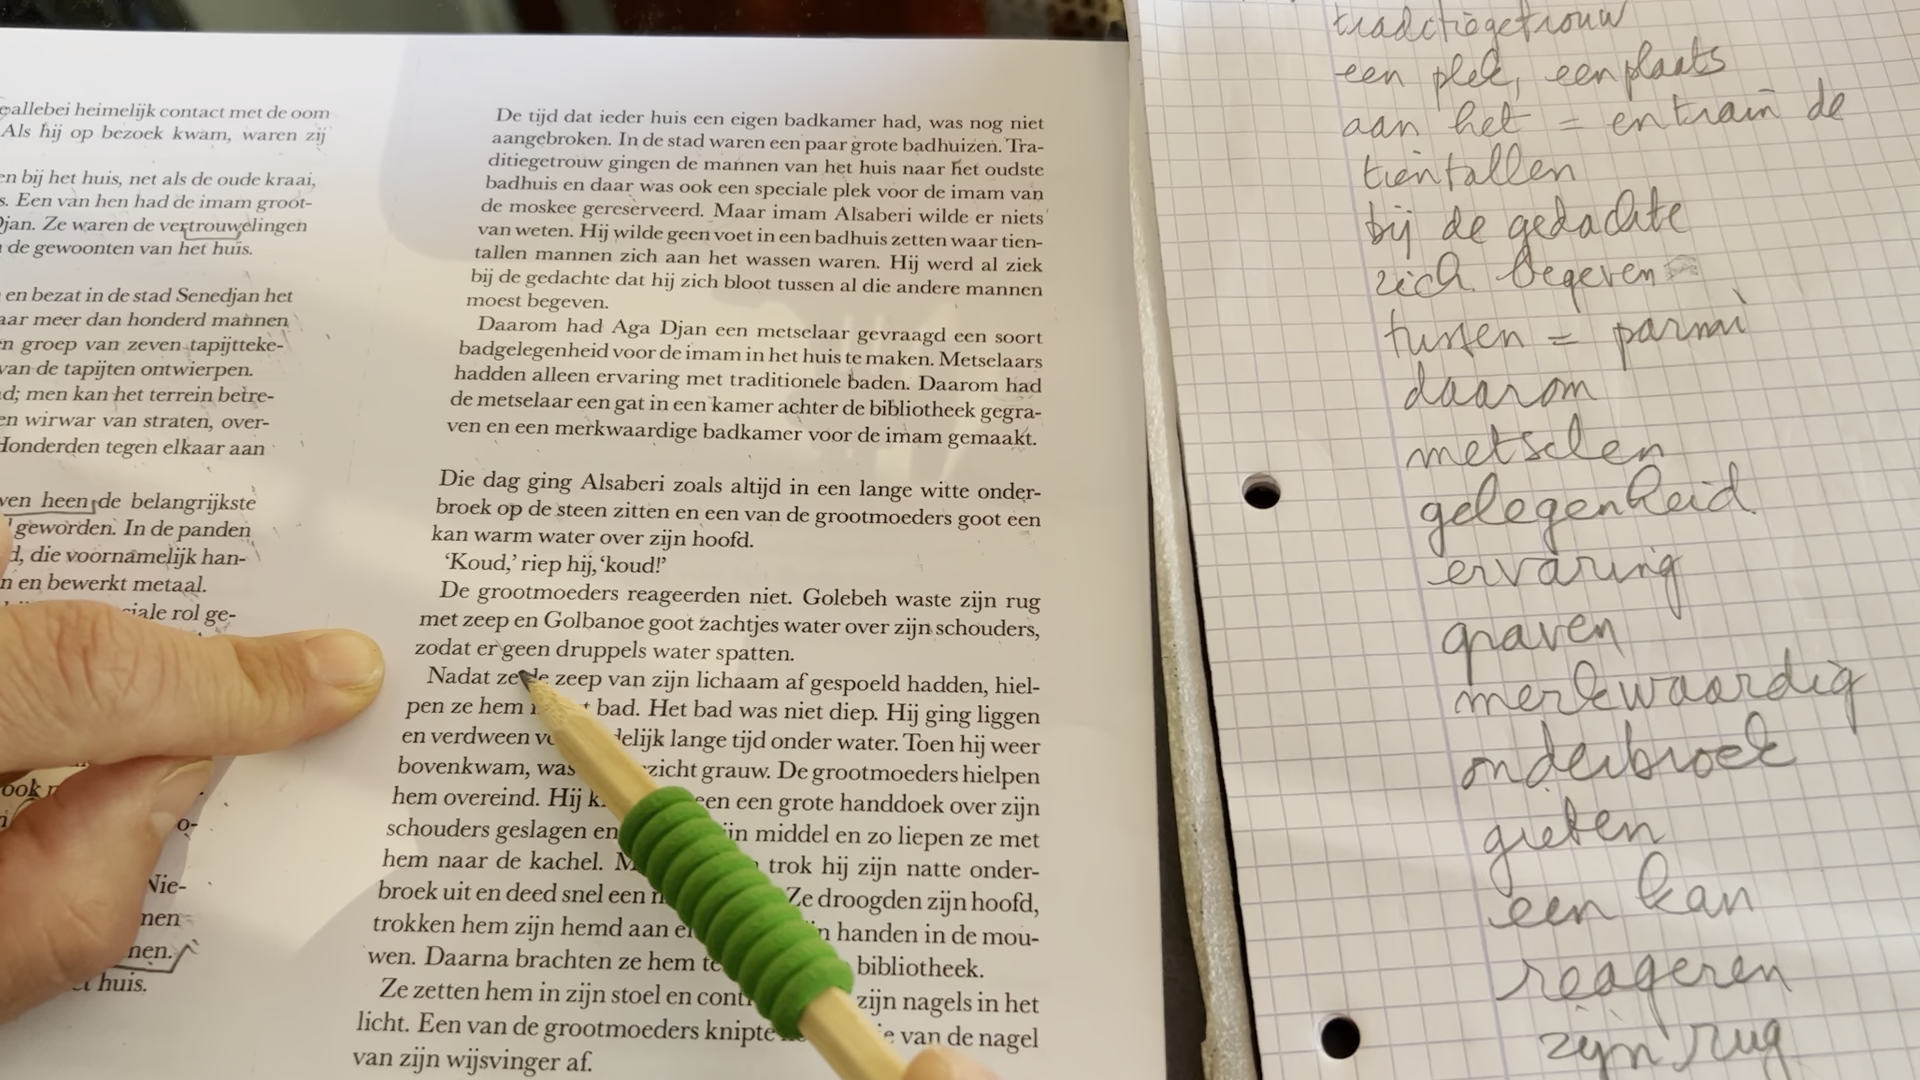 allebei heimelijk contact met de oom
Als hij op bezoek kwam, waren zij
en bij het huis, net als de oude kraai,
s. Een van hen had de imam groot-
Djan. Ze waren de vertrouwelingen
de gewoonten van het huis.
en bezat in de stad Senedjan het
aar meer dan honderd mannen
n groep van zeven tapijtteke-
van de tapijten ontwierpen.
d; men kan het terrein betre-
en wirwar van straten, over-
Honderden tegen elkaar aan
ven heen de belangrijkste
geworden. In de panden
d, die voornamelijk han-
n en bewerkt metaal.
ciale rol ge-
ook
o-
Nie-
men
nen.
huis.
De tijd dat ieder huis een eigen badkamer had, was nog niet
aangebroken. In de stad waren een paar grote badhuizen. Tra-
ditiegetrouw gingen de mannen van het huis naar het oudste
badhuis en daar was ook een speciale plek voor de imam van
de moskee gereserveerd. Maar imam Alsaberi wilde er niets
van weten. Hij wilde geen voet in een badhuis zetten waar tien-
tallen mannen zich aan het wassen waren. Hij werd al ziek
bij de gedachte dat hij zich bloot tussen al die andere mannen
moest begeven.
Daarom had Aga Djan een metselaar gevraagd een soort
badgelegenheid voor de imam in het huis te maken. Metselaars
hadden alleen ervaring met traditionele baden. Daarom had
de metselaar een gat in een kamer achter de bibliotheek gegra-
ven en een merkwaardige badkamer voor de imam gemaakt.
Die dag ging Alsaberi zoals altijd in een lange witte onder-
broek op de steen zitten en een van de grootmoeders goot een
kan warm water over zijn hoofd.
‘Koud,’ riep hij, ‘koud!’
De grootmoeders reageerden niet. Golebeh waste zijn rug
met zeep en Golbanoe goot zachtjes water over zijn schouders,
zodat er geen druppels water spatten.
Nadat ze de zeep van zijn lichaam af gespoeld hadden, hiel-
pen ze hem bad. Het bad was niet diep. Hij ging liggen
en verdween delijk lange tijd onder water. Toen hij weer
bovenkwam, was zicht grauw. De grootmoeders hielpen
hem overeind. Hij een grote handdoek over zijn
schouders geslagen en middel en zo liepen ze met
hem naar de kachel. trok hij zijn natte onder-
broek uit en deed snel een Ze droogden zijn hoofd,
trokken hem zijn hemd aan handen in de mou-
wen. Daarna brachten ze hem bibliotheek.
Ze zetten hem in zijn stoel en zijn nagels in het
licht. Een van de grootmoeders knipte van de nagel
van zijn wijsvinger af.
tradctiegetrouw
een plek, een plaats
aan het = en train de
tientallen
bij de gedachte
zich begeven
tussen = parmi
daarom
metselen
gelegenheid
ervaring
graven
merkwaardig
onderbroek
gieten
een kan
reageren
zijn rug